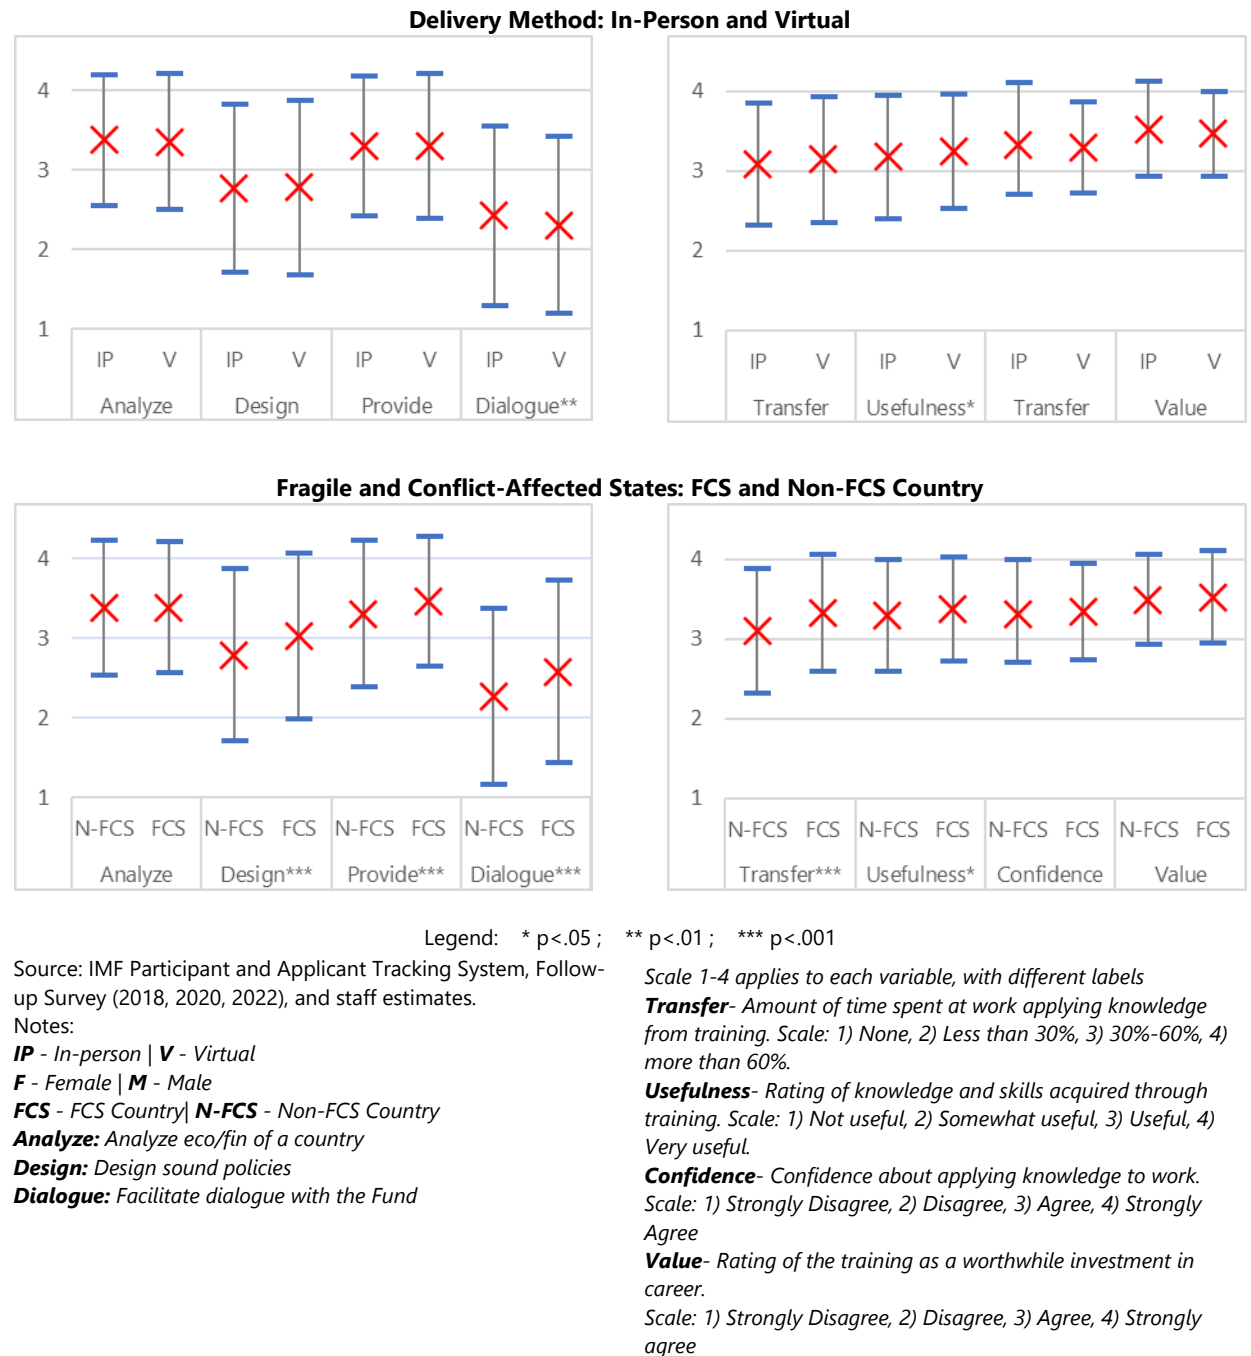 Delivery Method: In-Person and Virtual
4
3
2
1
IP V IP V IP V IP V
Analyze Design Provide Dialogue**
4
3
2
1
IP V IP V IP V IP V
Transfer Usefulness* Transfer Value
Fragile and Conflict-Affected States: FCS and Non-FCS Country
4
3
2
1
N-FCS FCS N-FCS FCS N-FCS FCS N-FCS FCS
Analyze Design*** Provide*** Dialogue***
4
3
2
1
N-FCS FCS N-FCS FCS N-FCS FCS N-FCS FCS
Transfer*** Usefulness* Confidence Value
Legend: * p<.05 ; ** p<.01 ; *** p<.001
Source: IMF Participant and Applicant Tracking System, Follow-
up Survey (2018, 2020, 2022), and staff estimates.
Notes:
IP - In-person | V - Virtual
F - Female | M - Male
FCS - FCS Country| N-FCS - Non-FCS Country
Analyze: Analyze eco/fin of a country
Design: Design sound policies
Dialogue: Facilitate dialogue with the Fund
Scale 1-4 applies to each variable, with different labels
Transfer- Amount of time spent at work applying knowledge
from training. Scale: 1) None, 2) Less than 30%, 3) 30%-60%, 4)
more than 60%.
Usefulness- Rating of knowledge and skills acquired through
training. Scale: 1) Not useful, 2) Somewhat useful, 3) Useful, 4)
Very useful.
Confidence- Confidence about applying knowledge to work.
Scale: 1) Strongly Disagree, 2) Disagree, 3) Agree, 4) Strongly
Agree
Value- Rating of the training as a worthwhile investment in
career.
Scale: 1) Strongly Disagree, 2) Disagree, 3) Agree, 4) Strongly
agree